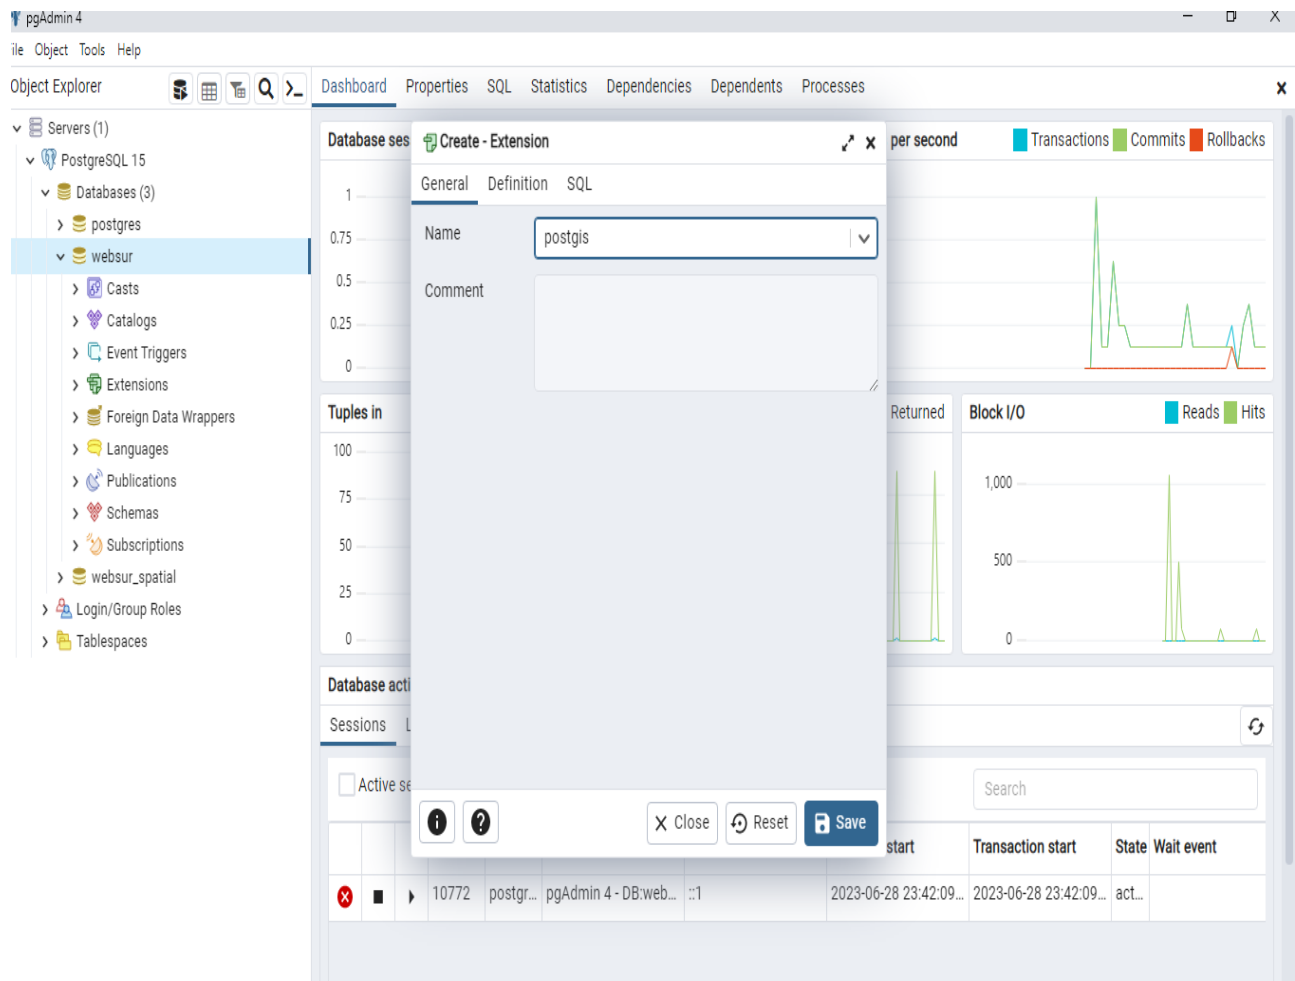 pgAdmin 4
ile Object Tools Help
Object Explorer
Dashboard Properties SQL Statistics Dependencies Dependents Processes
Servers (1)
PostgreSQL 15
Databases (3)
postgres
websur
Casts
Catalogs
Event Triggers
Extensions
Foreign Data Wrappers
Languages
Publications
Schemas
Subscriptions
websur_spatial
Login/Group Roles
Tablespaces
Database ses
per second
Transactions Commits Rollbacks
1
0.75
0.5
0.25
0
Create - Extension
General Definition SQL
Name
postgis
Comment
Close Reset Save
Tuples in
Returned
100
75
50
25
0
Block I/O
Reads Hits
1,000
500
0
Database acti
Sessions L
Active se
Search
start Transaction start State Wait event
10772 postgr... pgAdmin 4 - DB:web... ::1 2023-06-28 23:42:09... 2023-06-28 23:42:09... act...